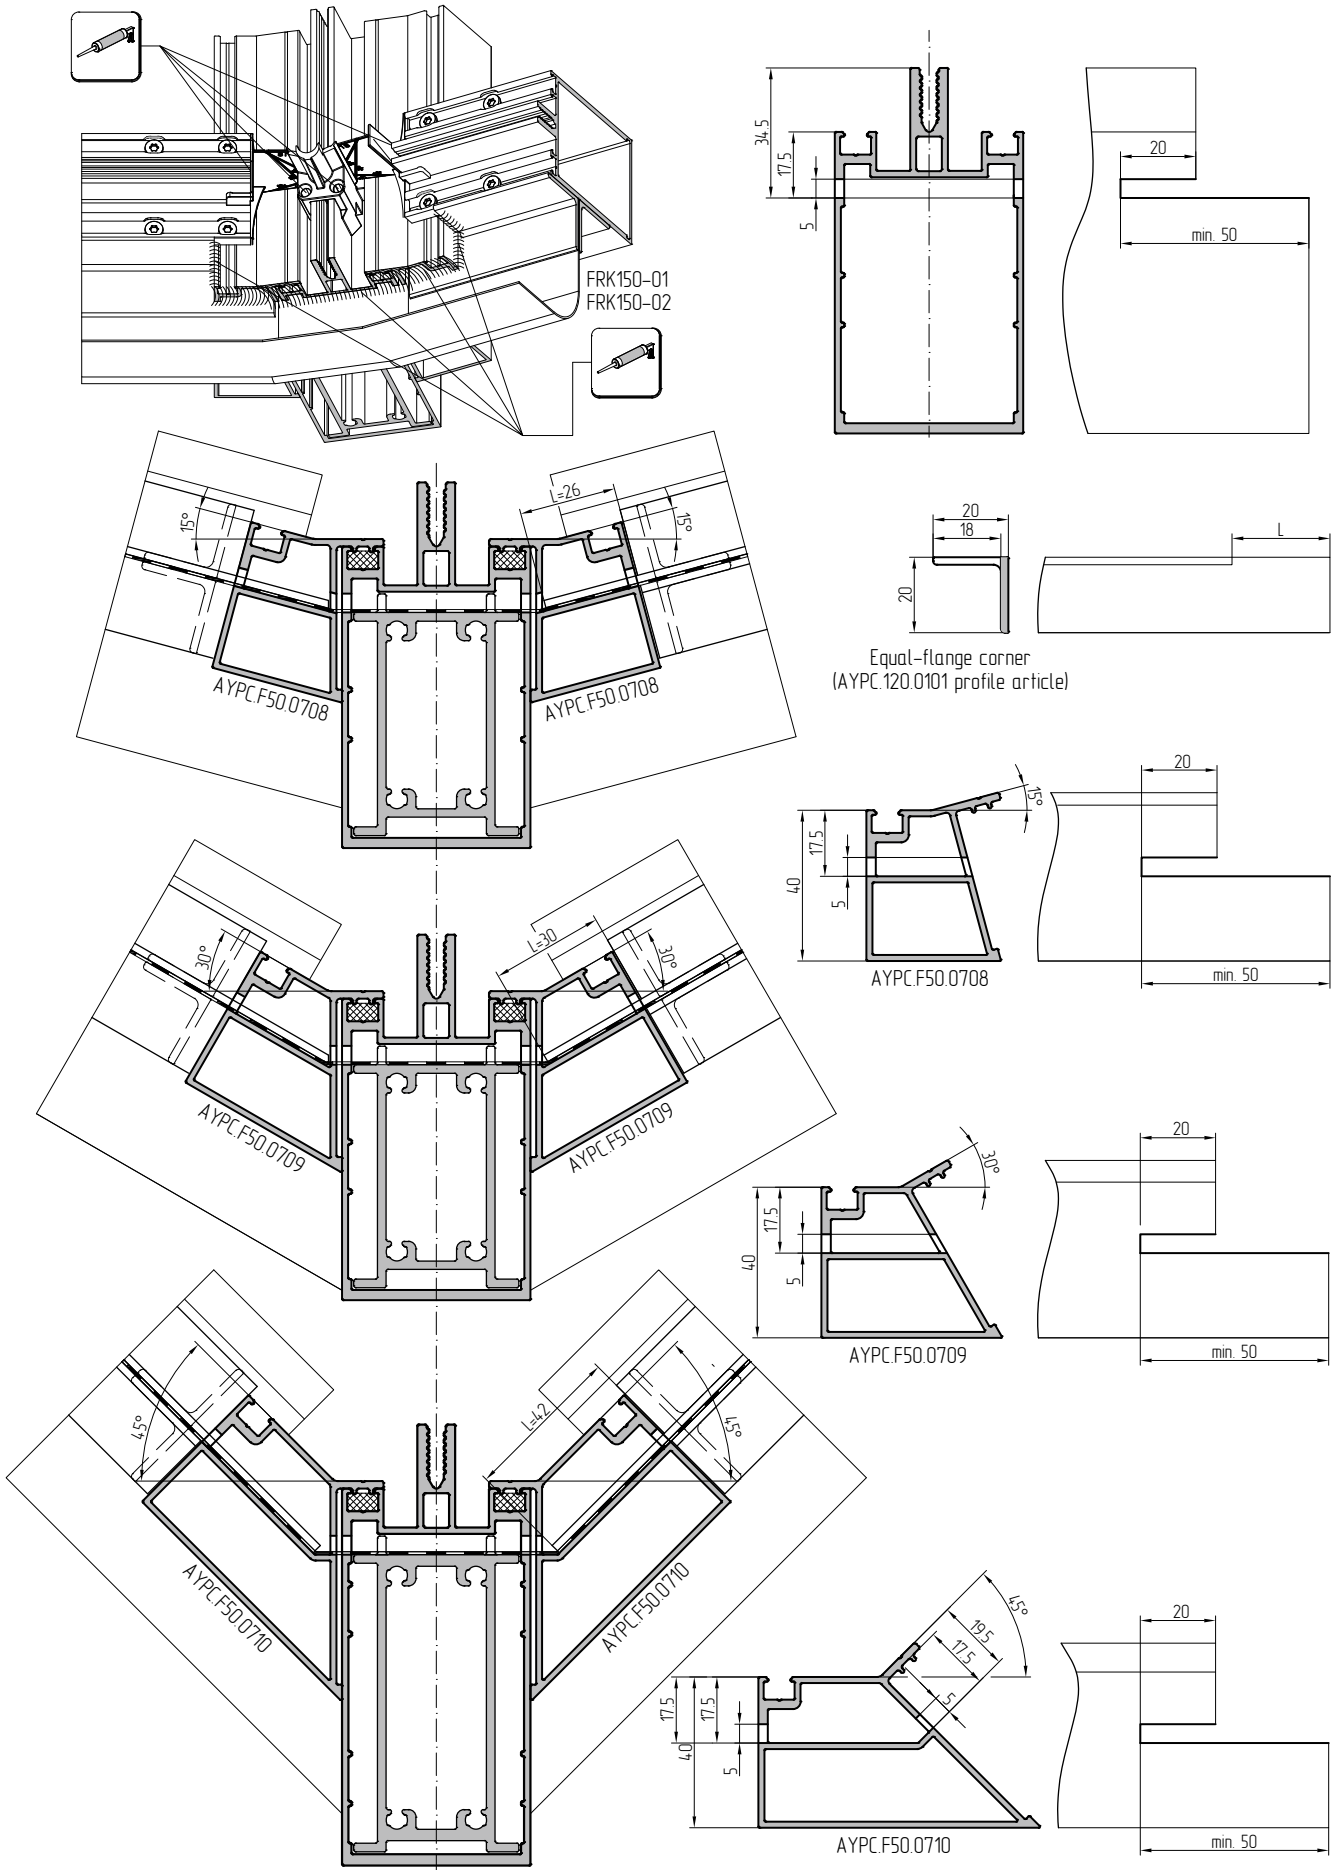 FRK150-01
FRK150-02
34.5
17.5
5
20
min. 50
15°
L=26
15°
AYPC.F50.0708
AYPC.F50.0708
20
18
20
L
Equal-flange corner
(AYPC.120.0101 profile article)
30°
L=30
30°
AYPC.F50.0709
AYPC.F50.0709
15°
40
17.5
5
AYPC.F50.0708
20
min. 50
30°
40
17.5
5
AYPC.F50.0709
20
min. 50
45°
L=42
45°
AYPC.F50.0710
AYPC.F50.0710
45°
19.5
17.5
5
17.5
17.5
40
5
AYPC.F50.0710
20
min. 50